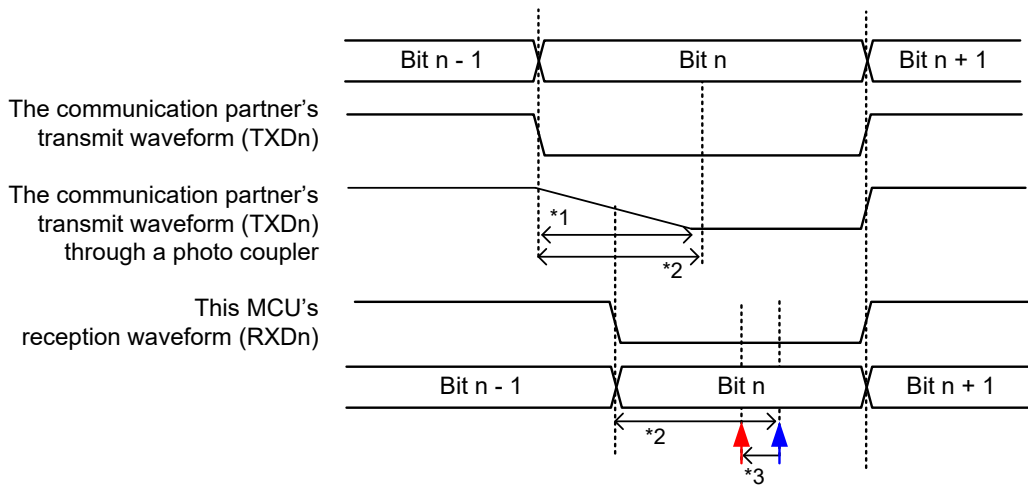 Bit n - 1 Bit n Bit n + 1
The communication partner's
transmit waveform (TXDn)
The communication partner's
transmit waveform (TXDn)
through a photo coupler
*1
*2
This MCU's
reception waveform (RXDn)
Bit n - 1 Bit n Bit n + 1
*2
*3